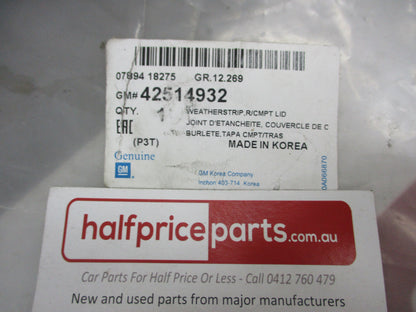 07894 18275 GR.12.269
GM# 42514932
QTY. 1
WEATHERSTRIP,R/CMPT LID
JOINT D'ETANCHEITE, COUVERCLE DE C
BURLETE,TAPA CMPT/TRAS
EAC
(P3T) MADE IN KOREA
Genuine
GM
GM Korea Company
Incheon 403-714 Korea
halfpriceparts.com.au
Car Parts For Half Price Or Less - Call 0412 760 479
New and used parts from major manufacturers